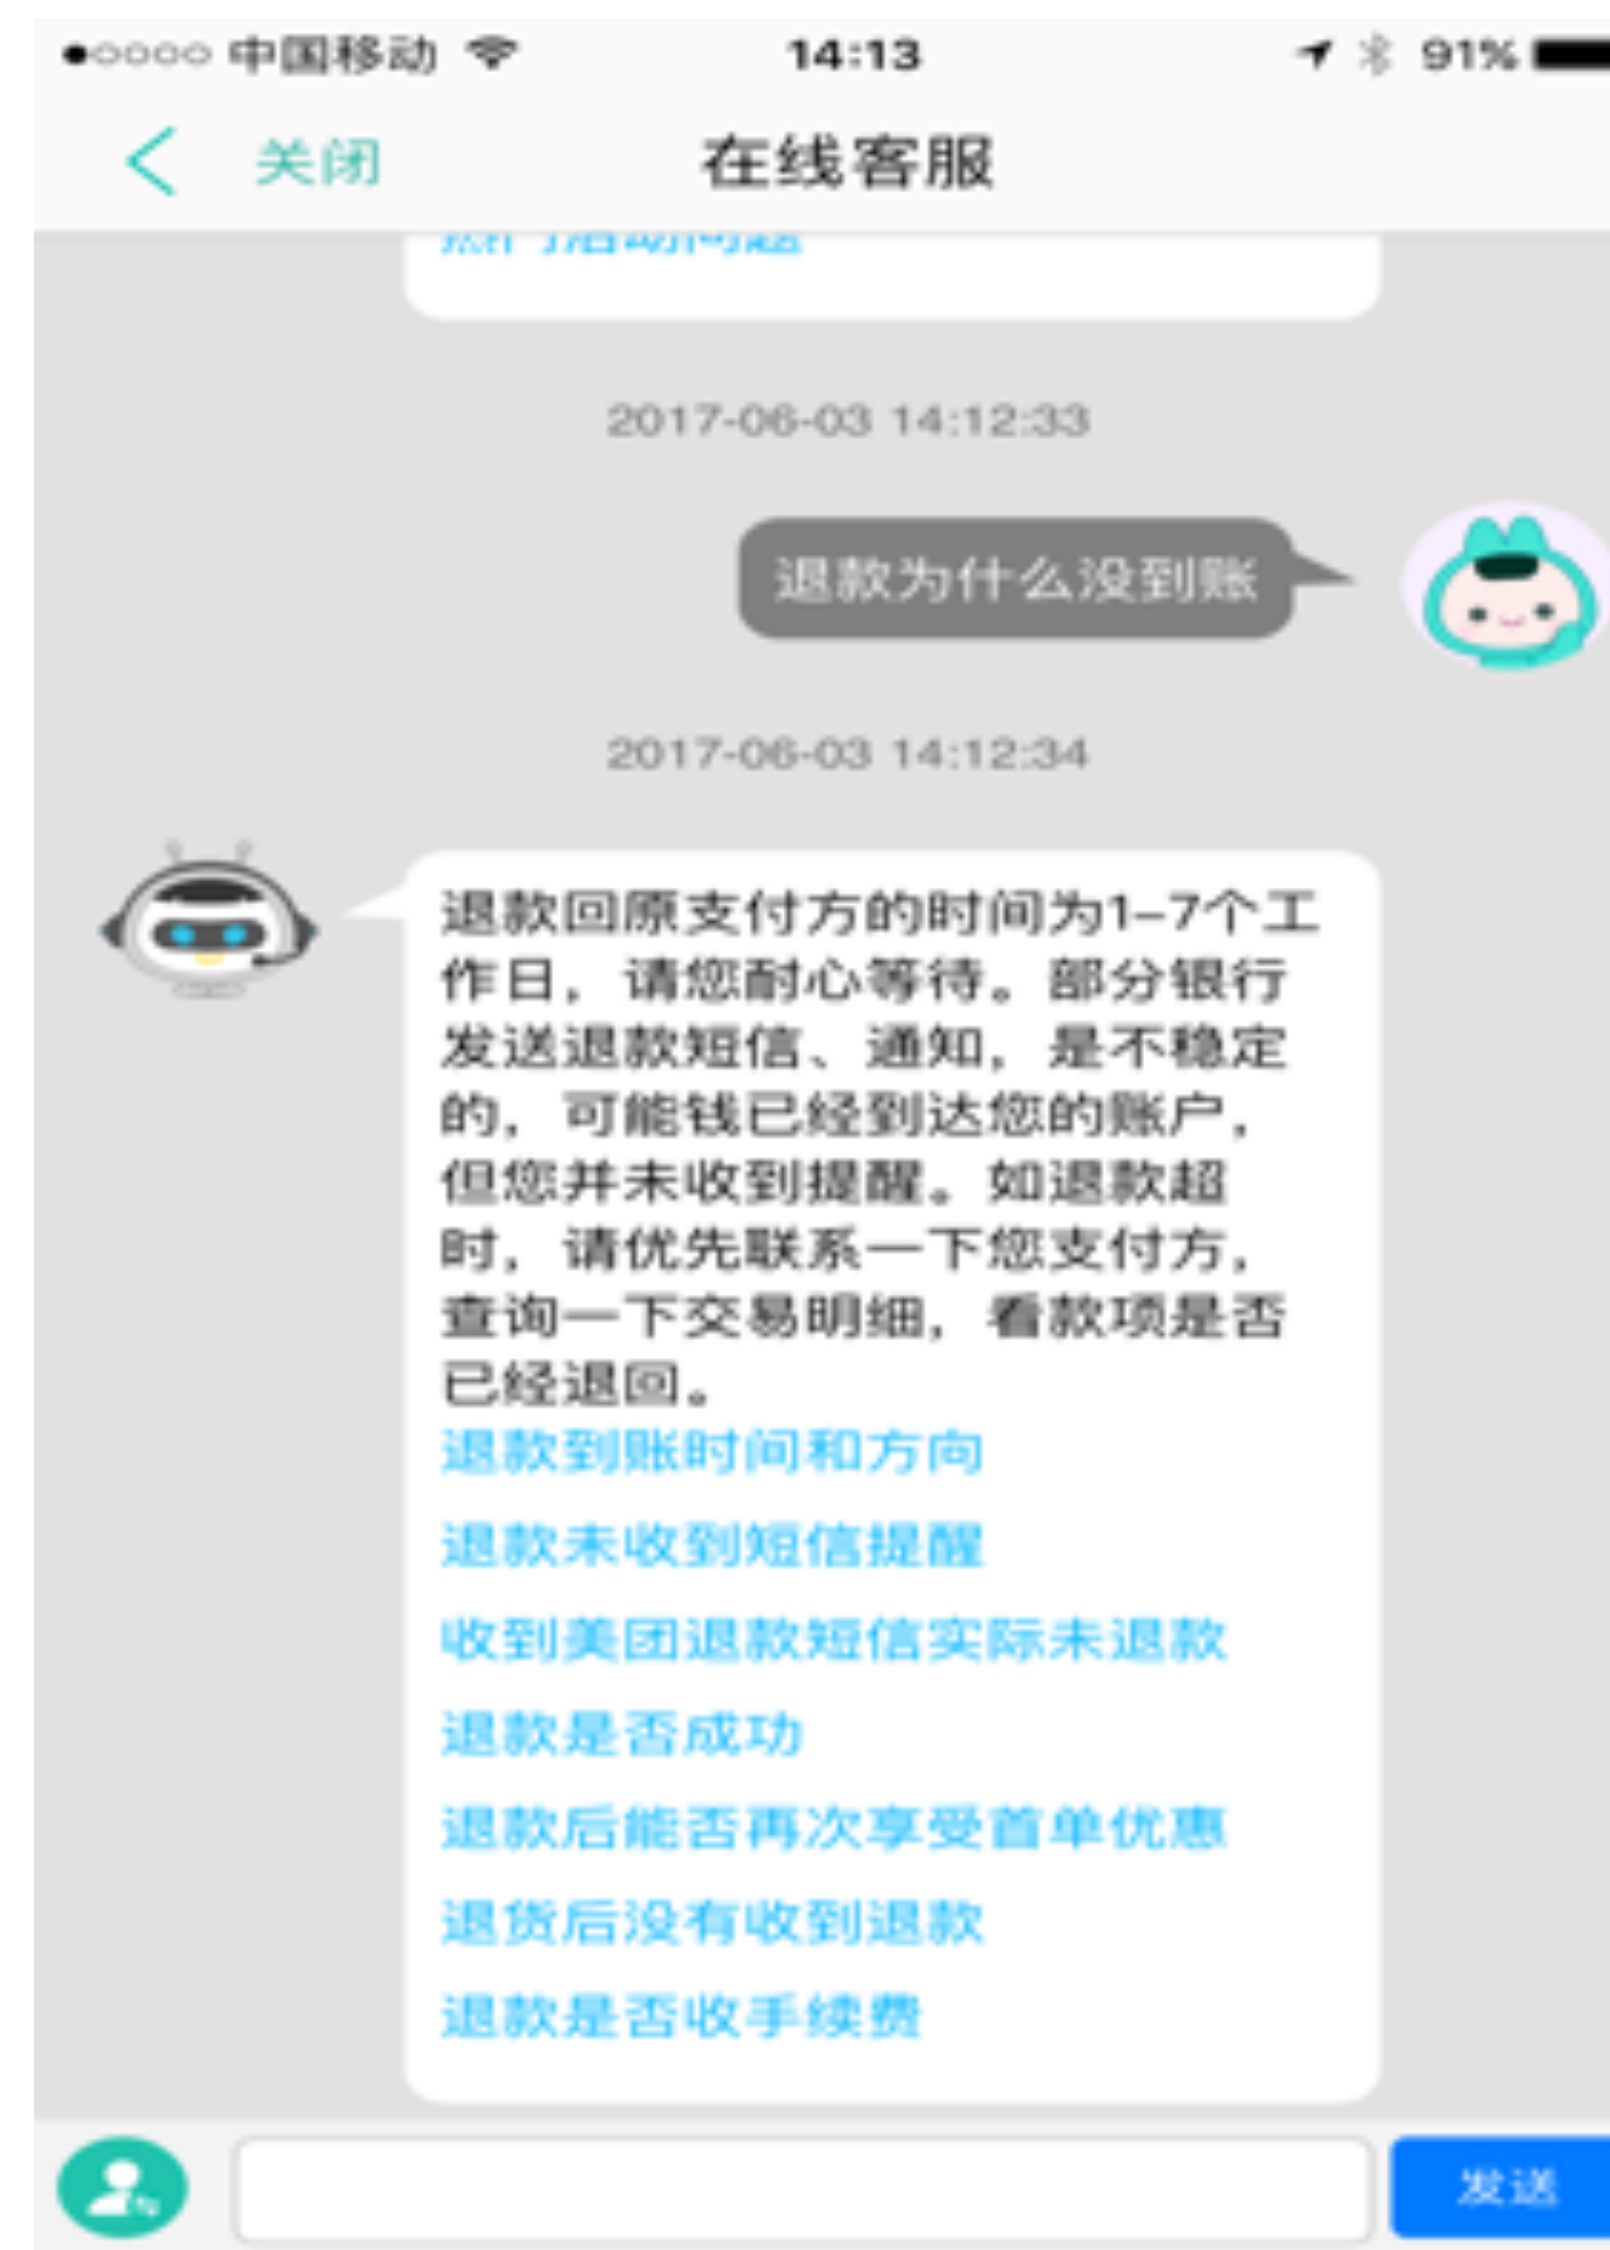 中国移动
14:13
91%
关闭
在线客服
热门活动问题
2017-06-03 14:12:33
退款为什么没到账
2017-06-03 14:12:34
退款回原支付方的时间为1-7个工
作日，请您耐心等待。部分银行
发送退款短信、通知，是不稳定
的，可能钱已经到达您的账户，
但您并未收到提醒。如退款超
时，请优先联系一下您支付方，
查询一下交易明细，看款项是否
已经退回。
退款到账时间和方向
退款未收到短信提醒
收到美团退款短信实际未退款
退款是否成功
退款后能否再次享受首单优惠
退货后没有收到退款
退款是否收手续费
发送